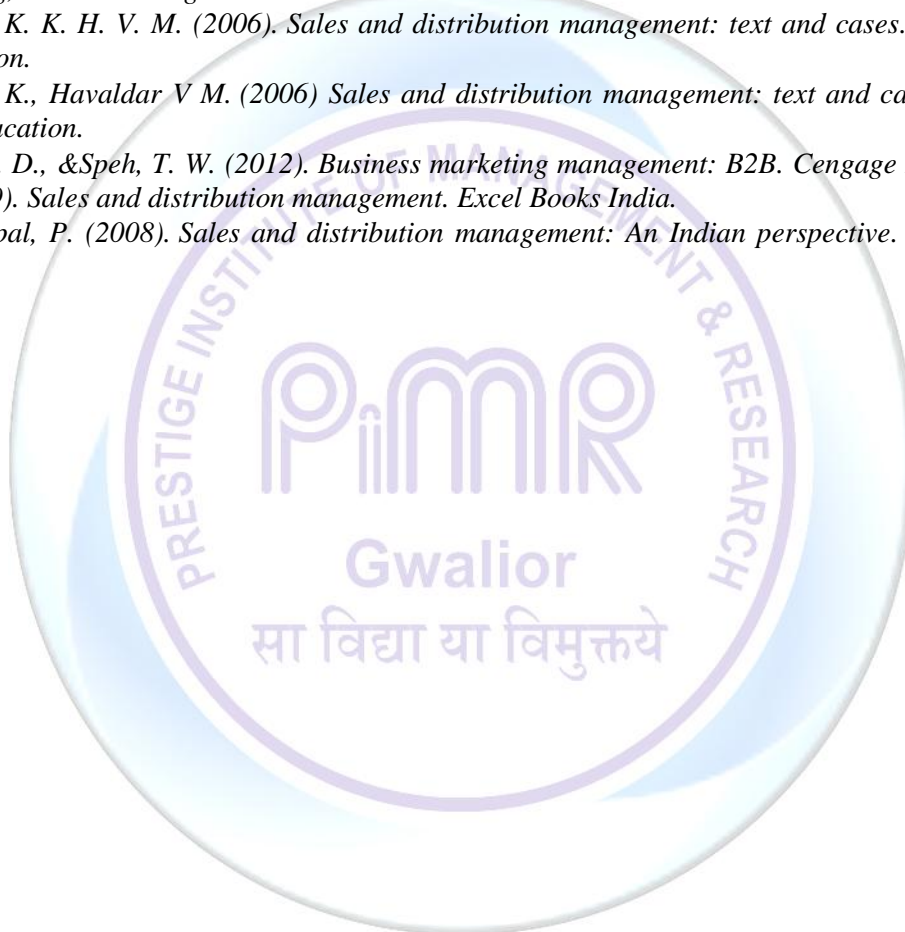 K. K. H. V. M. (2006). Sales and distribution management: text and cases.
on.
K., Havaldar V M. (2006) Sales and distribution management: text and ca
ucation.
. D., &Speh, T. W. (2012). Business marketing management: B2B. Cengage
). Sales and distribution management. Excel Books India.
pal, P. (2008). Sales and distribution management: An Indian perspective.
PRESTIGE INSTITUTE OF MANAGEMENT & RESEARCH
PiMR
Gwalior
सा विद्या या विमुक्तये